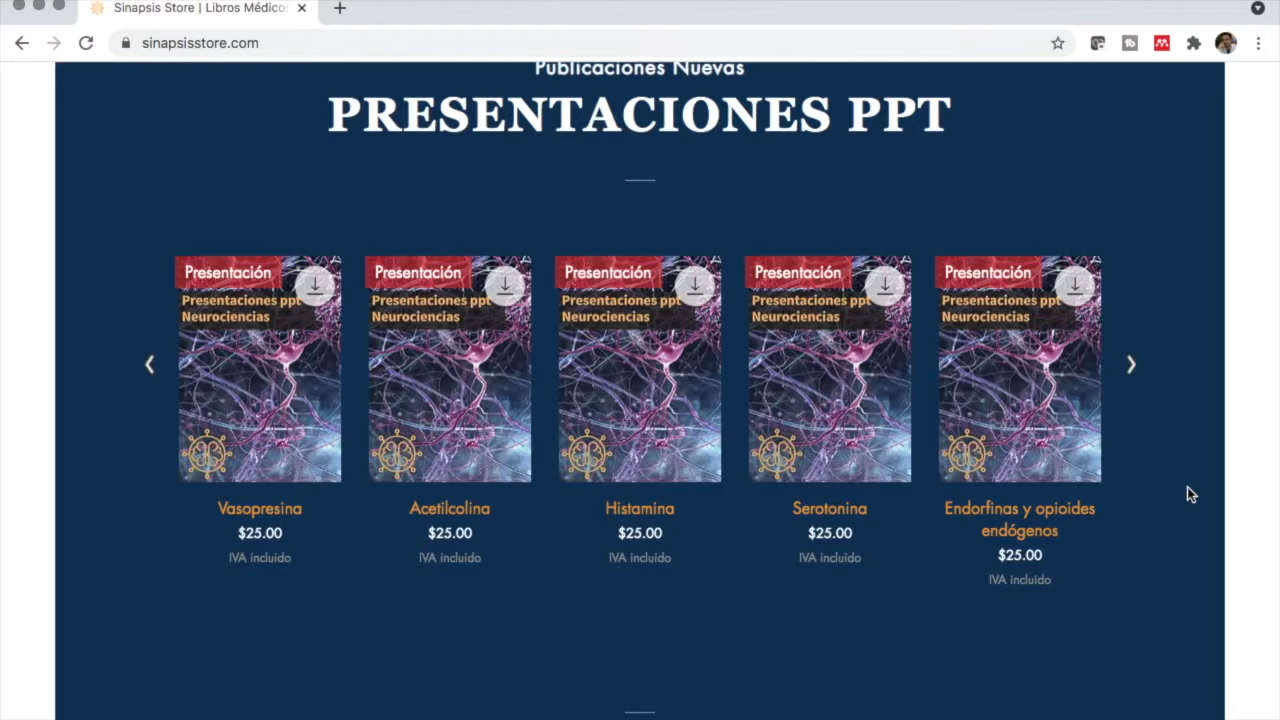 Sinapsis Store | Libros Médico
sinapsisstore.com
Publicaciones Nuevas
PRESENTACIONES PPT
Presentación
Presentaciones ppt
Neurociencias
Presentación
Presentaciones ppt
Neurociencias
Presentación
Presentaciones ppt
Neurociencias
Presentación
Presentaciones ppt
Neurociencias
Presentación
Presentaciones ppt
Neurociencias
Vasopresina
$25.00
IVA incluido
Acetilcolina
$25.00
IVA incluido
Histamina
$25.00
IVA incluido
Serotonina
$25.00
IVA incluido
Endorfinas y opioides
endógenos
$25.00
IVA incluido